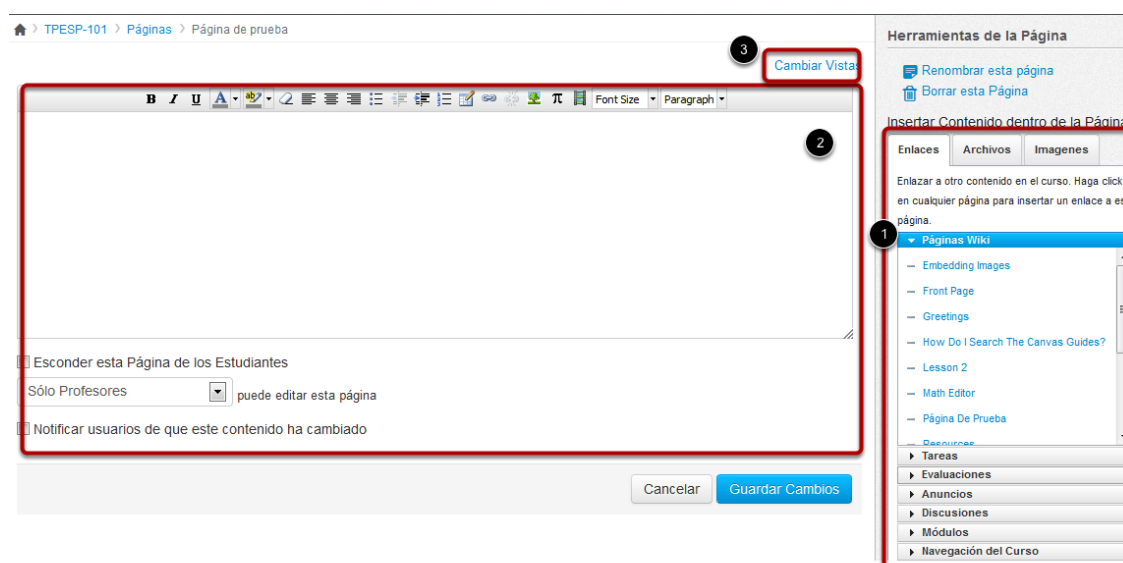 TPESP-101 > Páginas > Página de prueba
3
Cambiar Vistas
B I U A ab π Font Size Paragraph
2
Esconder esta Página de los Estudiantes
Sólo Profesores puede editar esta página
Notificar usuarios de que este contenido ha cambiado
Cancelar Guardar Cambios
Herramientas de la Página
Renombrar esta página
Borrar esta Página
Insertar Contenido dentro de la Página
Enlaces Archivos Imagenes
Enlazar a otro contenido en el curso. Haga click
en cualquier página para insertar un enlace a es
página.
1
Páginas Wiki
Embedding Images
Front Page
Greetings
How Do I Search The Canvas Guides?
Lesson 2
Math Editor
Página De Prueba
Resources
Tareas
Evaluaciones
Anuncios
Discusiones
Módulos
Navegación del Curso